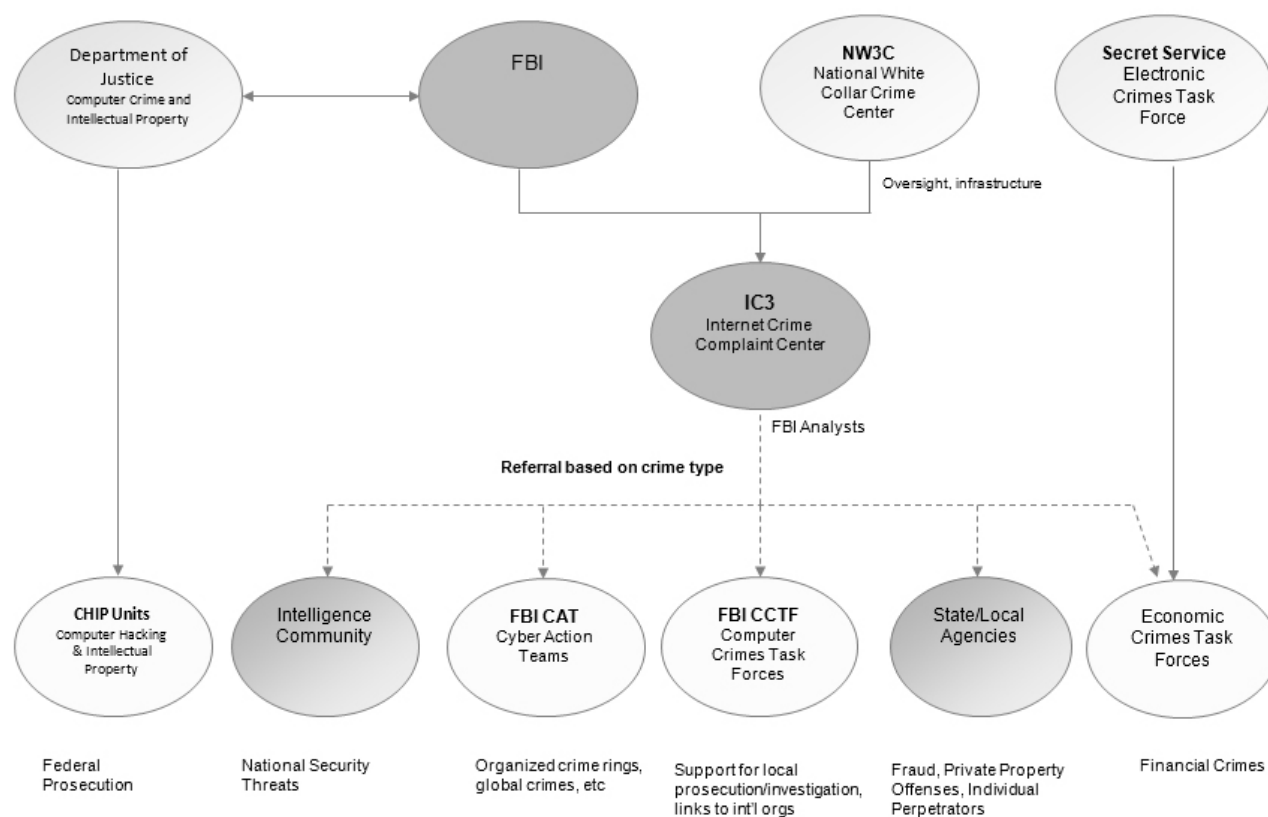 Department of
Justice
Computer Crime and
Intellectual Property
FBI
NW3C
National White
Collar Crime
Center
Secret Service
Electronic
Crimes Task
Force
Oversight, infrastructure
IC3
Internet Crime
Complaint Center
FBI Analysts
Referral based on crime type
CHIP Units
Computer Hacking
& Intellectual
Property
Intelligence
Community
FBI CAT
Cyber Action
Teams
FBI CCTF
Computer
Crimes Task
Forces
State/Local
Agencies
Economic
Crimes Task
Forces
Federal
Prosecution
National Security
Threats
Organized crime rings,
global crimes, etc
Support for local
prosecution/investigation,
links to int'l orgs
Fraud, Private Property
Offenses, Individual
Perpetrators
Financial Crimes